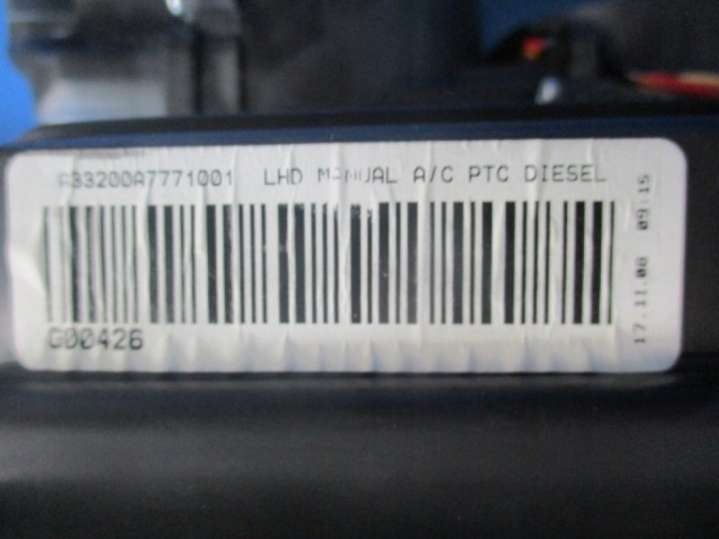 A33200A7771001 LHD MANUAL A/C PTC DIESEL
G00426
17.11.08 09:15